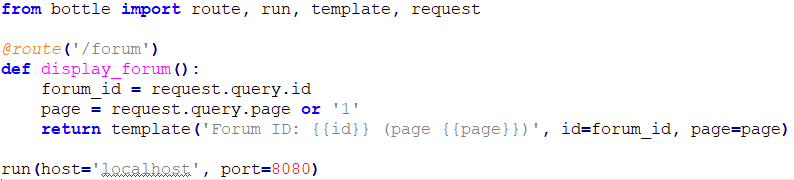 from bottle import route, run, template, request
@route('/forum')
def display_forum():
forum_id = request.query.id
page = request.query.page or '1'
return template('Forum ID: {{id}} (page {{page}})', id=forum_id, page=page)
run(host='localhost', port=8080)